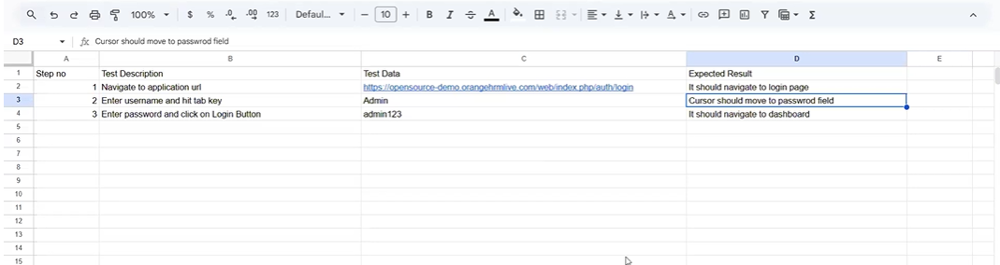 100% $ % .0 .00 123 Defaul... − 10 + B I S A Σ
D3 fx Cursor should move to passwrod field
A B C D E
1 Step no Test Description Test Data Expected Result
2 1 Navigate to application url https://opensource-demo.orangehrmlive.com/web/index.php/auth/login It should navigate to login page
3 2 Enter username and hit tab key Admin Cursor should move to passwrod field
4 3 Enter password and click on Login Button admin123 It should navigate to dashboard
5
6
7
8
9
10
11
12
13
14
15